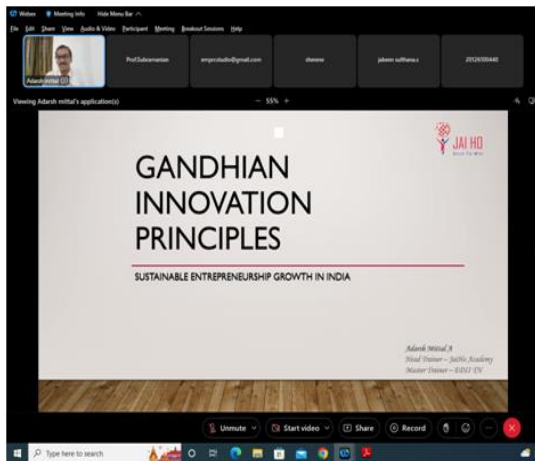 Webex Meeting Info Hide Menu Bar
File Edit Share View Audio & Video Participant Meeting Breakout Sessions Help
Adarsh mittal
Prof.Subramanian
emprcstudio@gmail.com
cherene
jabeen sulthana.s
20126100440
Viewing Adarsh mittal's application(s)
- 55% +
JAI HO
GANDHIAN
INNOVATION
PRINCIPLES
SUSTAINABLE ENTREPRENEURSHIP GROWTH IN INDIA
Adarsh Mittal A
Head Trainer – JaiHo Academy
Master Trainer – EDII TN
Unmute Start video Share Record
Type here to search